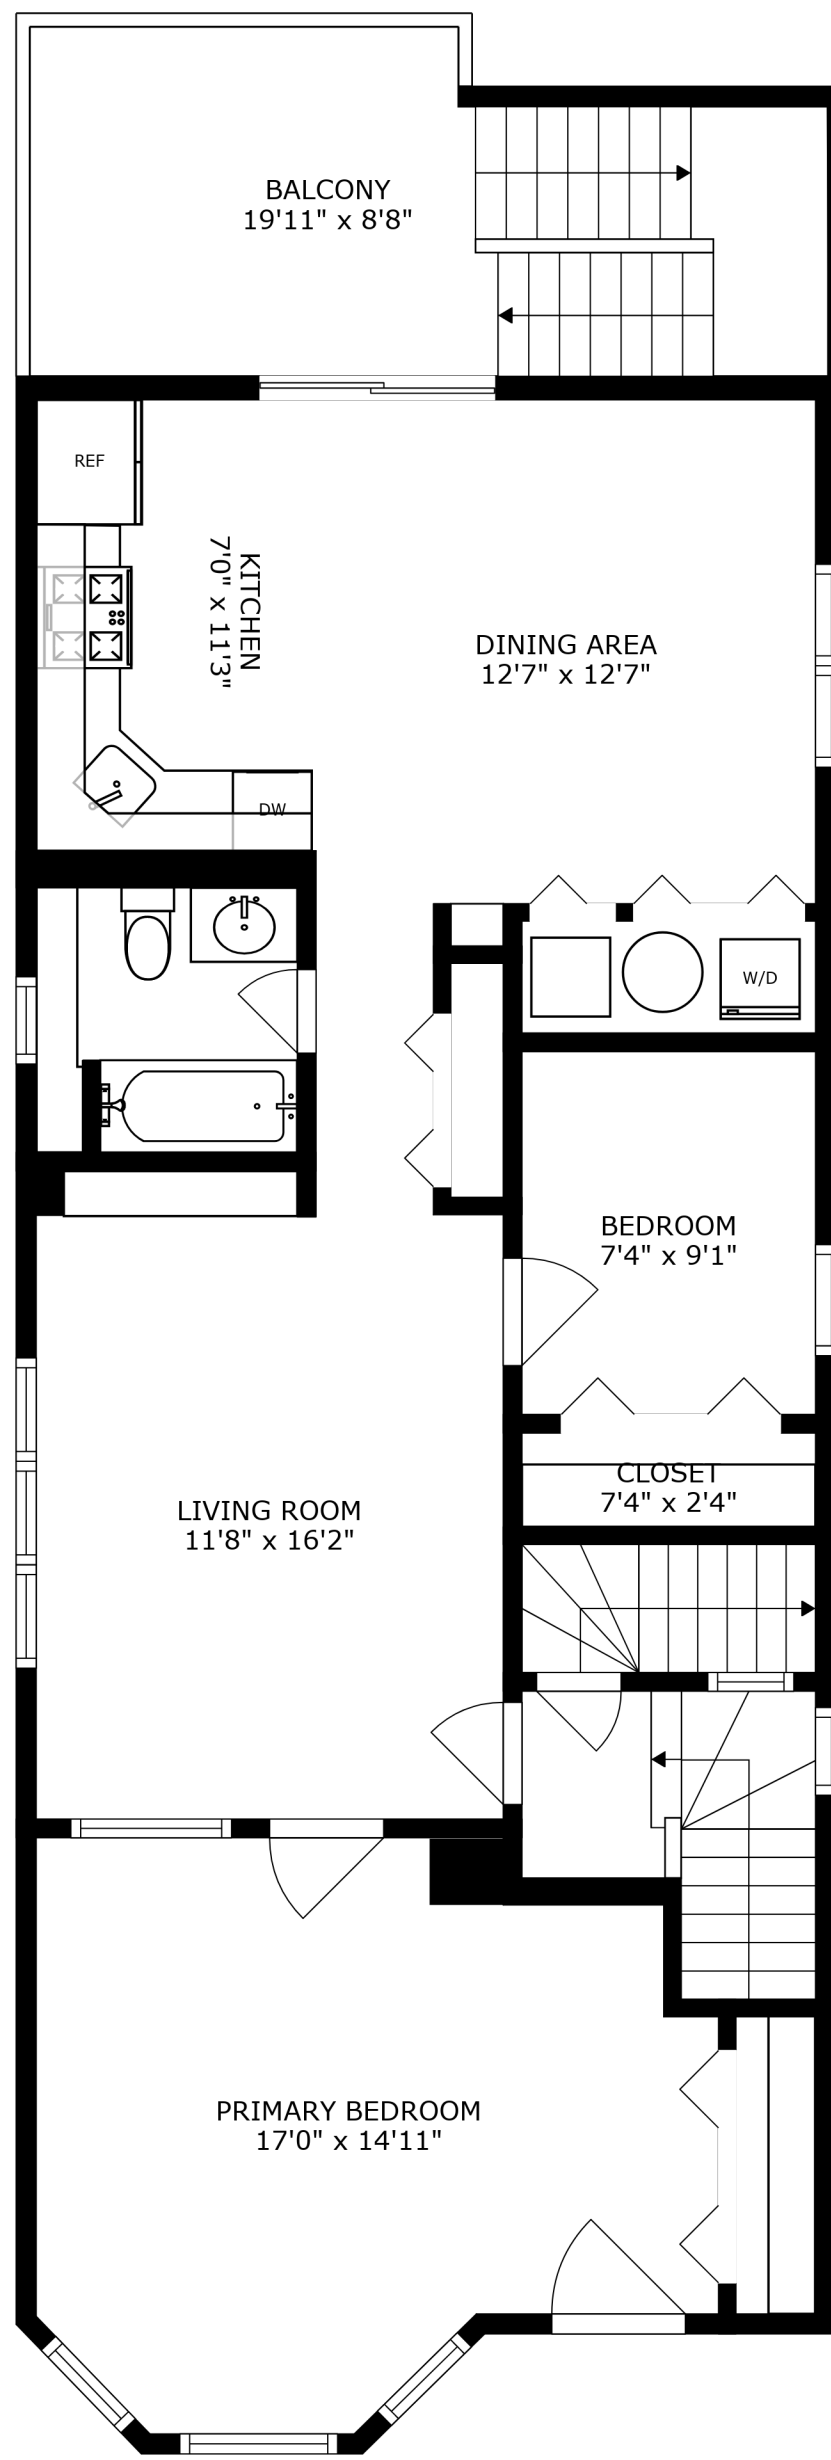 BALCONY
19'11" x 8'8"
REF
KITCHEN
7'0" x 11'3"
DINING AREA
12'7" x 12'7"
DW
W/D
BEDROOM
7'4" x 9'1"
CLOSET
7'4" x 2'4"
LIVING ROOM
11'8" x 16'2"
PRIMARY BEDROOM
17'0" x 14'11"